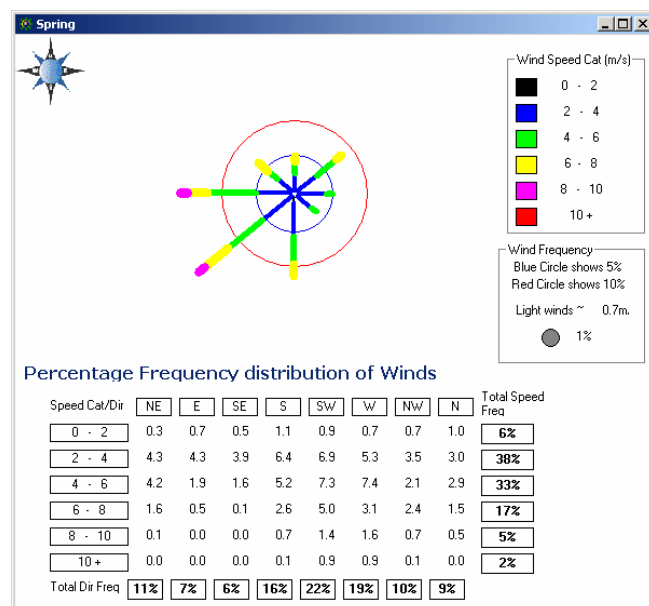 Spring
Wind Speed Cat (m/s)
0 - 2
2 - 4
4 - 6
6 - 8
8 - 10
10 +
Wind Frequency
Blue Circle shows 5%
Red Circle shows 10%
Light winds ~ 0.7m.
1%
Percentage Frequency distribution of Winds
Speed Cat/Dir NE E SE S SW W NW N Total Speed Freq
0 - 2 0.3 0.7 0.5 1.1 0.9 0.7 0.7 1.0 6%
2 - 4 4.3 4.3 3.9 6.4 6.9 5.3 3.5 3.0 38%
4 - 6 4.2 1.9 1.6 5.2 7.3 7.4 2.1 2.9 33%
6 - 8 1.6 0.5 0.1 2.6 5.0 3.1 2.4 1.5 17%
8 - 10 0.1 0.0 0.0 0.7 1.4 1.6 0.7 0.5 5%
10 + 0.0 0.0 0.0 0.1 0.9 0.9 0.1 0.0 2%
Total Dir Freq 11% 7% 6% 16% 22% 19% 10% 9%